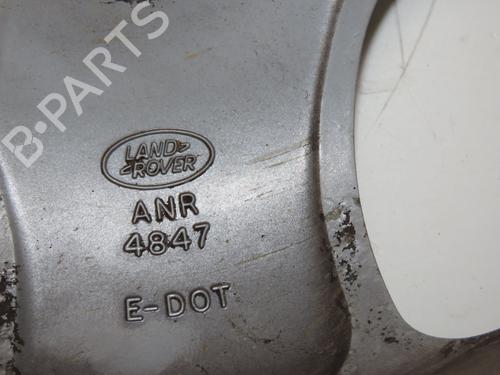 B-PARTS
LAND
ROVER
ANR
4847
E-DOT